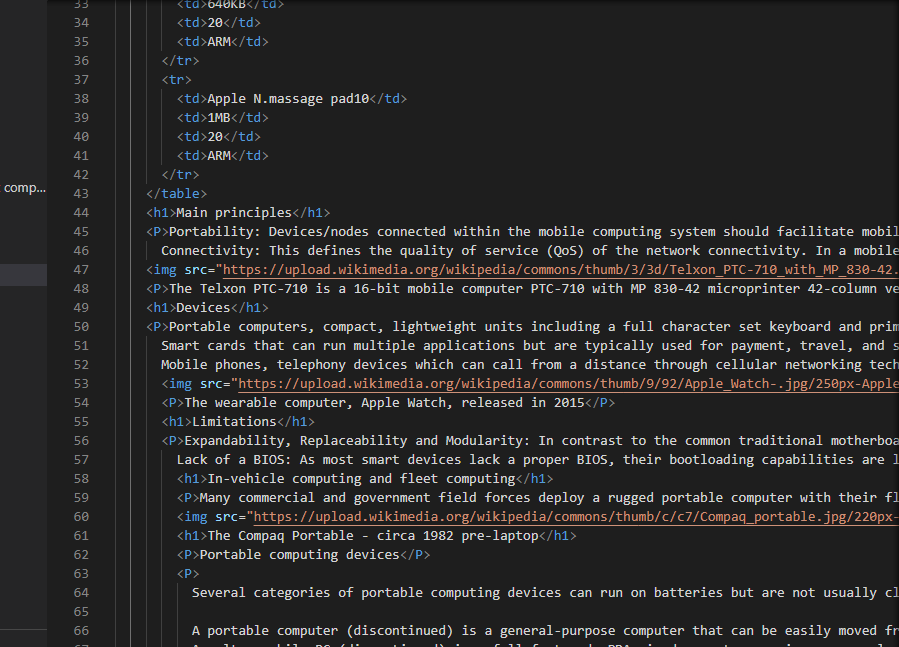 33 <td>640KB</td>
34 <td>20</td>
35 <td>ARM</td>
36 </tr>
37 <tr>
38 <td>Apple N.massage pad10</td>
39 <td>1MB</td>
40 <td>20</td>
41 <td>ARM</td>
42 </tr>
comp...
43 </table>
44 <h1>Main principles</h1>
45 <P>Portability: Devices/nodes connected within the mobile computing system should facilitate mobil
46 Connectivity: This defines the quality of service (QoS) of the network connectivity. In a mobile
47 <img src="https://upload.wikimedia.org/wikipedia/commons/thumb/3/3d/Telxon_PTC-710_with_MP_830-42.
48 <P>The Telxon PTC-710 is a 16-bit mobile computer PTC-710 with MP 830-42 microprinter 42-column ve
49 <h1>Devices</h1>
50 <P>Portable computers, compact, lightweight units including a full character set keyboard and prim
51 Smart cards that can run multiple applications but are typically used for payment, travel, and s
52 Mobile phones, telephony devices which can call from a distance through cellular networking tech
53 <img src="https://upload.wikimedia.org/wikipedia/commons/thumb/9/92/Apple_Watch-.jpg/250px-Apple
54 <P>The wearable computer, Apple Watch, released in 2015</P>
55 <h1>Limitations</h1>
56 <P>Expandability, Replaceability and Modularity: In contrast to the common traditional motherboa
57 Lack of a BIOS: As most smart devices lack a proper BIOS, their bootloading capabilities are l
58 <h1>In-vehicle computing and fleet computing</h1>
59 <P>Many commercial and government field forces deploy a rugged portable computer with their fl
60 <img src="https://upload.wikimedia.org/wikipedia/commons/thumb/c/c7/Compaq_portable.jpg/220px-
61 <h1>The Compaq Portable - circa 1982 pre-laptop</h1>
62 <P>Portable computing devices</P>
63 <P>
64 Several categories of portable computing devices can run on batteries but are not usually cl
65
66 A portable computer (discontinued) is a general-purpose computer that can be easily moved fr